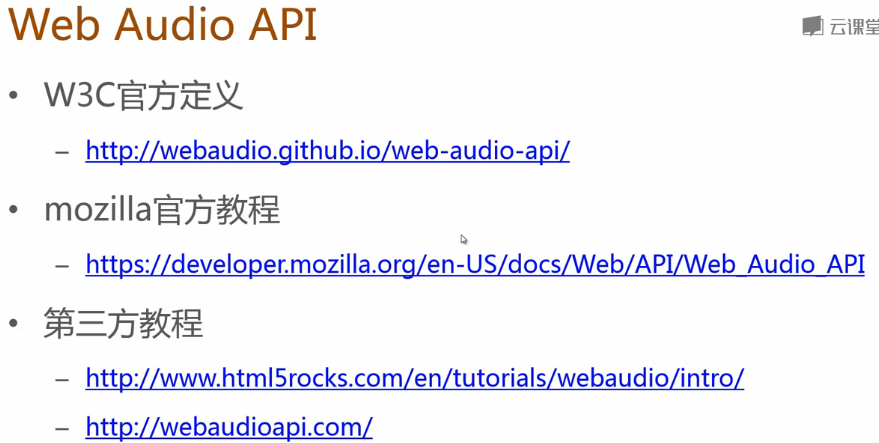 Web Audio API
云课堂
• W3C官方定义
– http://webaudio.github.io/web-audio-api/
• mozilla官方教程
– https://developer.mozilla.org/en-US/docs/Web/API/Web_Audio_API
• 第三方教程
– http://www.html5rocks.com/en/tutorials/webaudio/intro/
– http://webaudioapi.com/